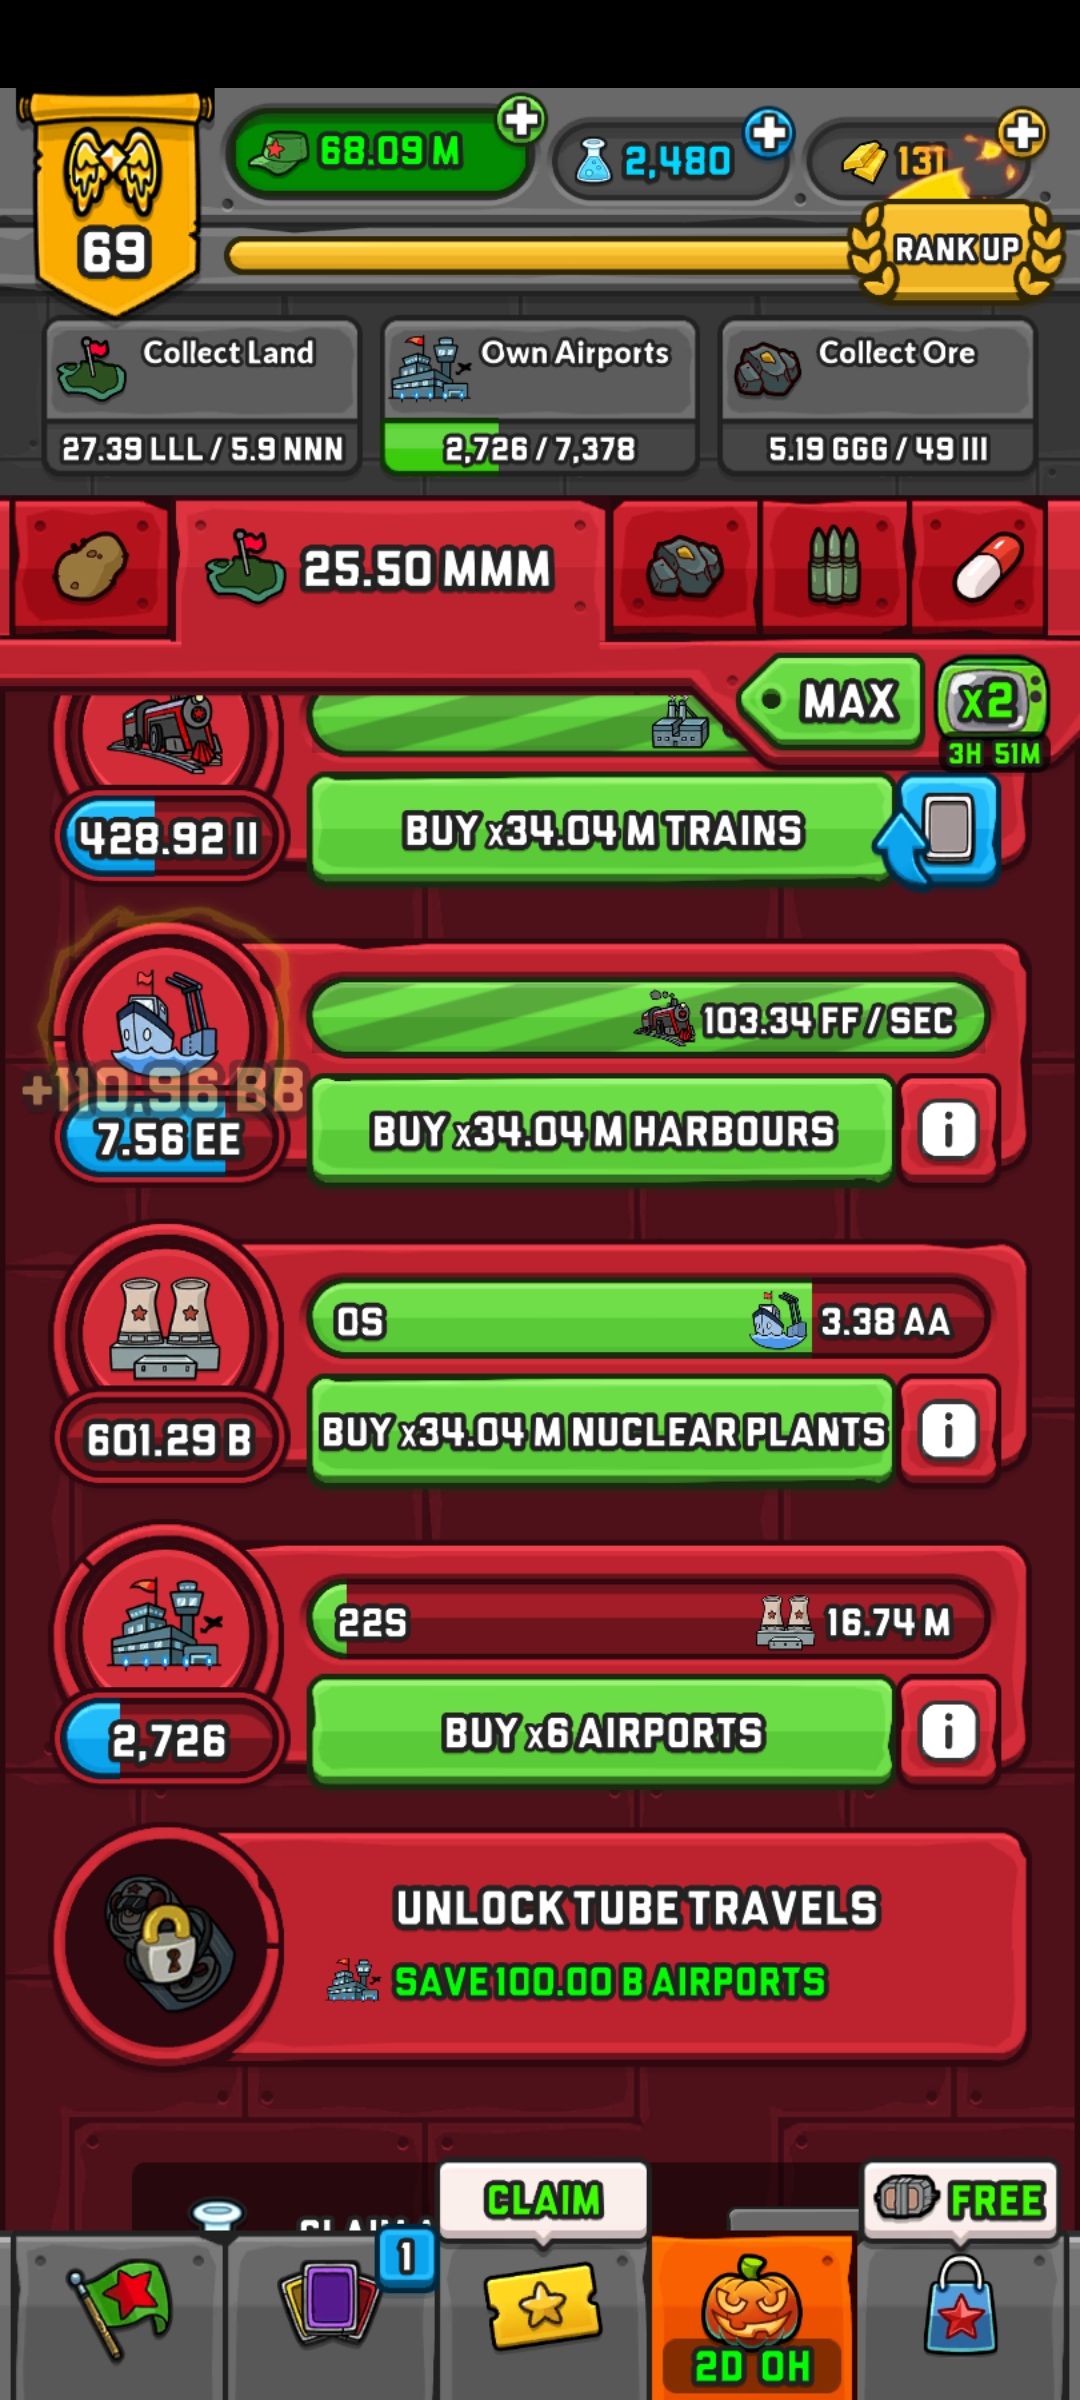 68.09 M
2,480
131
69
RANK UP
Collect Land
Own Airports
Collect Ore
27.39 LLL / 5.9 NNN
2,726 / 7,378
5.19 GGG / 49 III
25.50 MMM
MAX
x2
3H 51M
428.92 II
BUY x34.04 M TRAINS
103.34 FF / SEC
+110.96 BB
7.56 EE
BUY x34.04 M HARBOURS
i
0S
3.38 AA
601.29 B
BUY x34.04 M NUCLEAR PLANTS
i
22S
16.74 M
2,726
BUY x6 AIRPORTS
i
UNLOCK TUBE TRAVELS
SAVE 100.00 B AIRPORTS
CLAIM
FREE
1
2D 0H